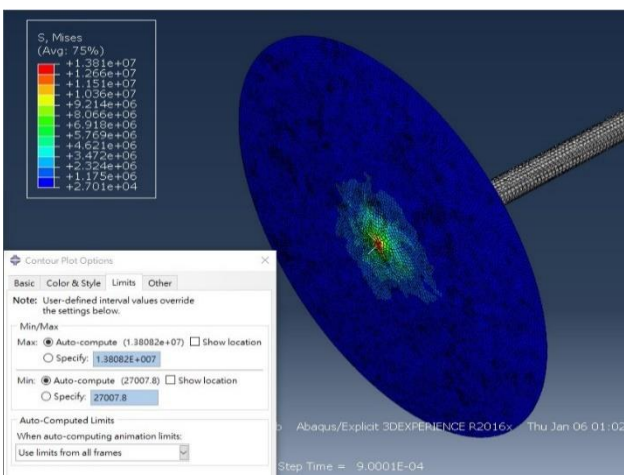 S, Mises
(Avg: 75%)
+1.381e+07
+1.266e+07
+1.151e+07
+1.036e+07
+9.214e+06
+8.066e+06
+6.918e+06
+5.769e+06
+4.621e+06
+3.472e+06
+2.324e+06
+1.175e+06
+2.701e+04
Contour Plot Options
Basic Color & Style Limits Other
Note: User-defined interval values override
the settings below.
Min/Max
Max: Auto-compute (1.38082e+07) Show location
Specify: 1.38082E+007
Min: Auto-compute (27007.8) Show location
Specify: 27007.8
Auto-Computed Limits
When auto-computing animation limits:
Use limits from all frames
Abaqus/Explicit 3DEXPERIENCE R2016x Thu Jan 06 01:02
Step Time = 9.0001E-04